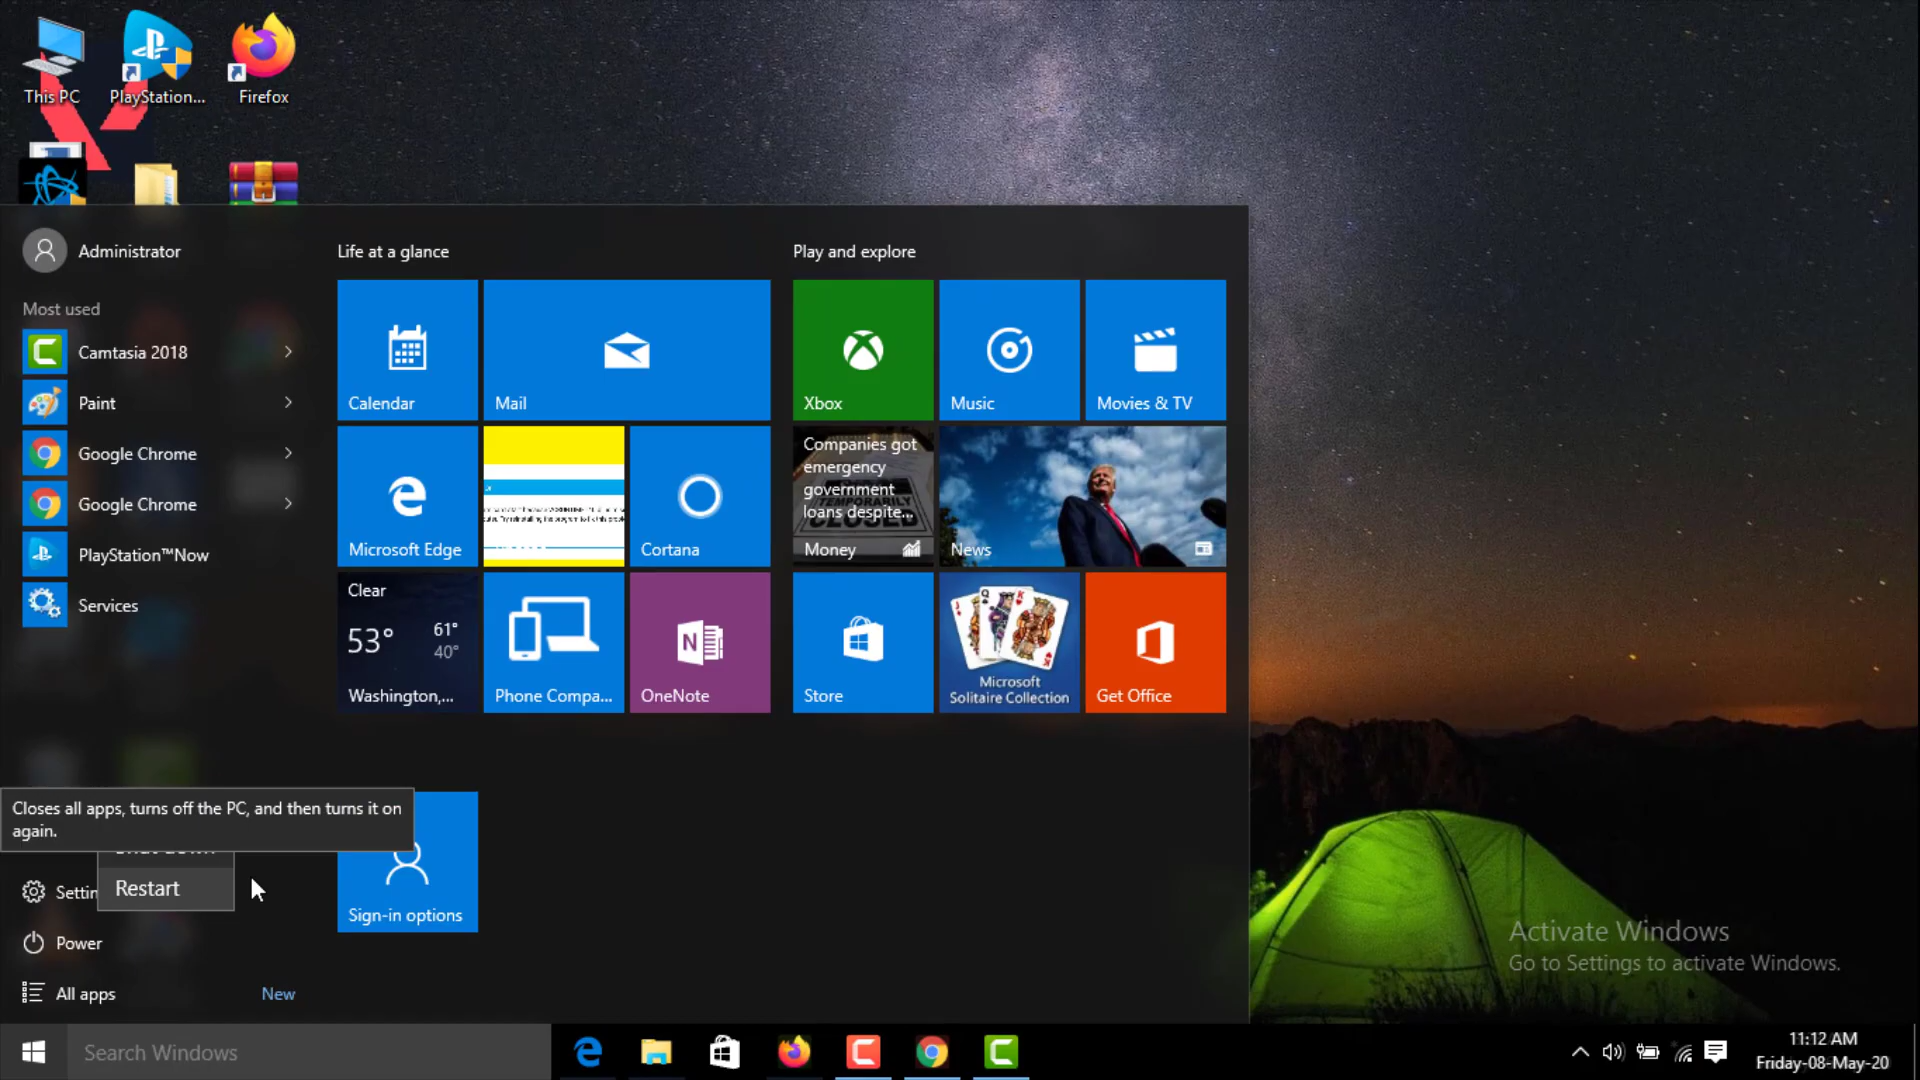 This PC
PlayStation...
Firefox
Administrator
Life at a glance
Play and explore
Most used
Camtasia 2018
Paint
Google Chrome
Google Chrome
PlayStation™Now
Services
Calendar
Mail
Xbox
Music
Movies & TV
Microsoft Edge
Cortana
Companies got
emergency
government
loans despite...
TEMPORARILY
CLOSED
Money
News
Clear
53°
61°
40°
Washington,...
Phone Compa...
OneNote
Store
Microsoft
Solitaire Collection
Get Office
Closes all apps, turns off the PC, and then turns it on
again.
Restart
Settin
Sign-in options
Power
All apps
New
Activate Windows
Go to Settings to activate Windows.
Search Windows
11:12 AM
Friday-08-May-20